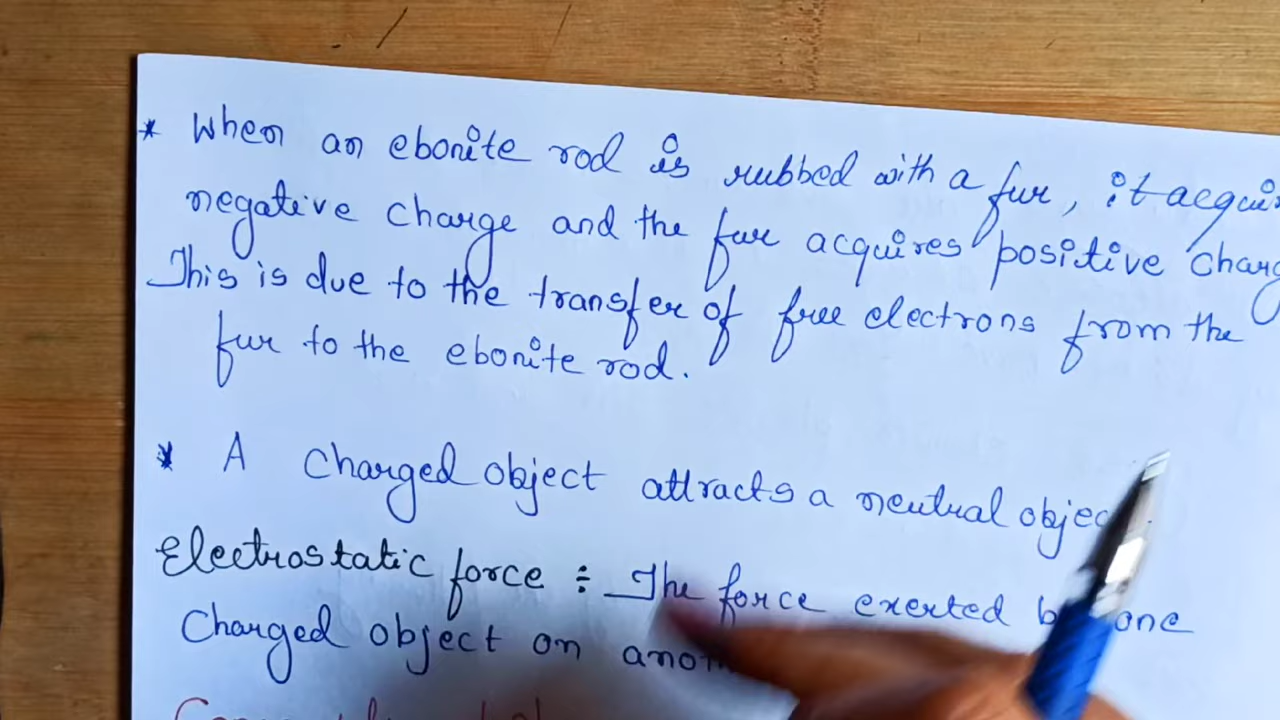 * When an ebonite rod is rubbed with a fur, it acqui
negative charge and the fur acquires positive charg
This is due to the transfer of free electrons from the
fur to the ebonite rod.
* A charged object attracts a neutral objec
Electrostatic force ÷ The force exerted b one
Charged object on ano